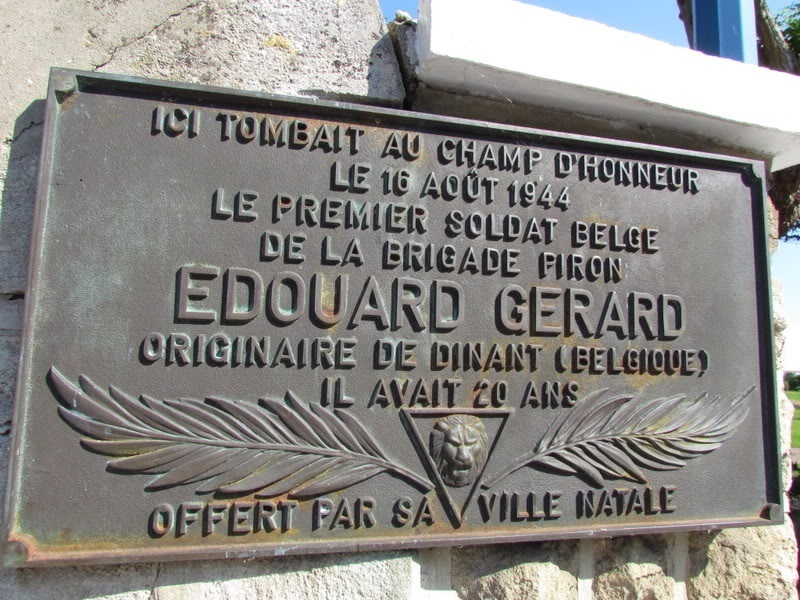 ICI TOMBAIT AU CHAMP D'HONNEUR
LE 16 AOÛT 1944
LE PREMIER SOLDAT BELGE
DE LA BRIGADE PIRON
EDOUARD GERARD
ORIGINAIRE DE DINANT (BELGIQUE)
IL AVAIT 20 ANS
OFFERT PAR SA VILLE NATALE